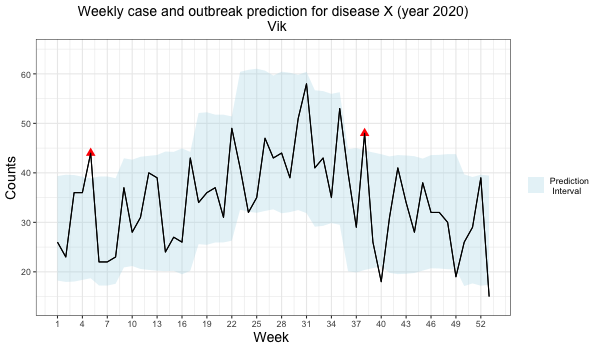 Weekly case and outbreak prediction for disease X (year 2020)
Vik
Counts
60
50
40
30
20
1 4 7 10 13 16 19 22 25 28 31 34 37 40 43 46 49 52
Week
Prediction
Interval